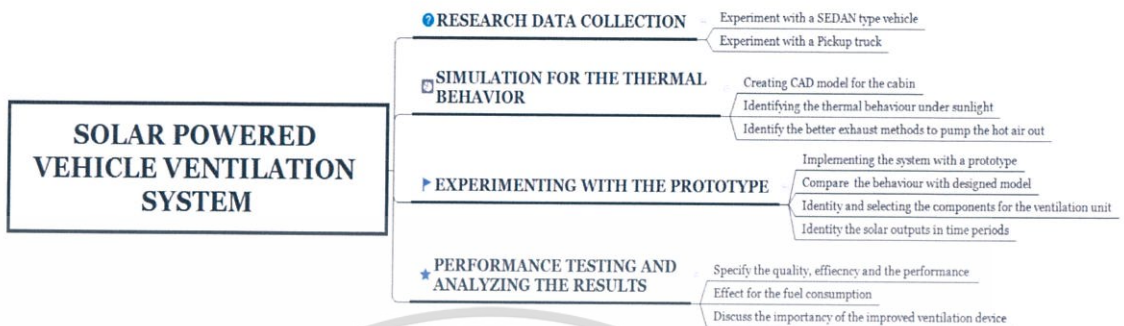 SOLAR POWERED
VEHICLE VENTILATION
SYSTEM
RESEARCH DATA COLLECTION
Experiment with a SEDAN type vehicle
Experiment with a Pickup truck
SIMULATION FOR THE THERMAL
BEHAVIOR
Creating CAD model for the cabin
Identifying the thermal behaviour under sunlight
Identify the better exhaust methods to pump the hot air out
EXPERIMENTING WITH THE PROTOTYPE
Implementing the system with a prototype
Compare the behaviour with designed model
Identity and selecting the components for the ventilation unit
Identity the solar outputs in time periods
PERFORMANCE TESTING AND
ANALYZING THE RESULTS
Specify the quality, effiecncy and the performance
Effect for the fuel consumption
Discuss the importancy of the improved ventilation device